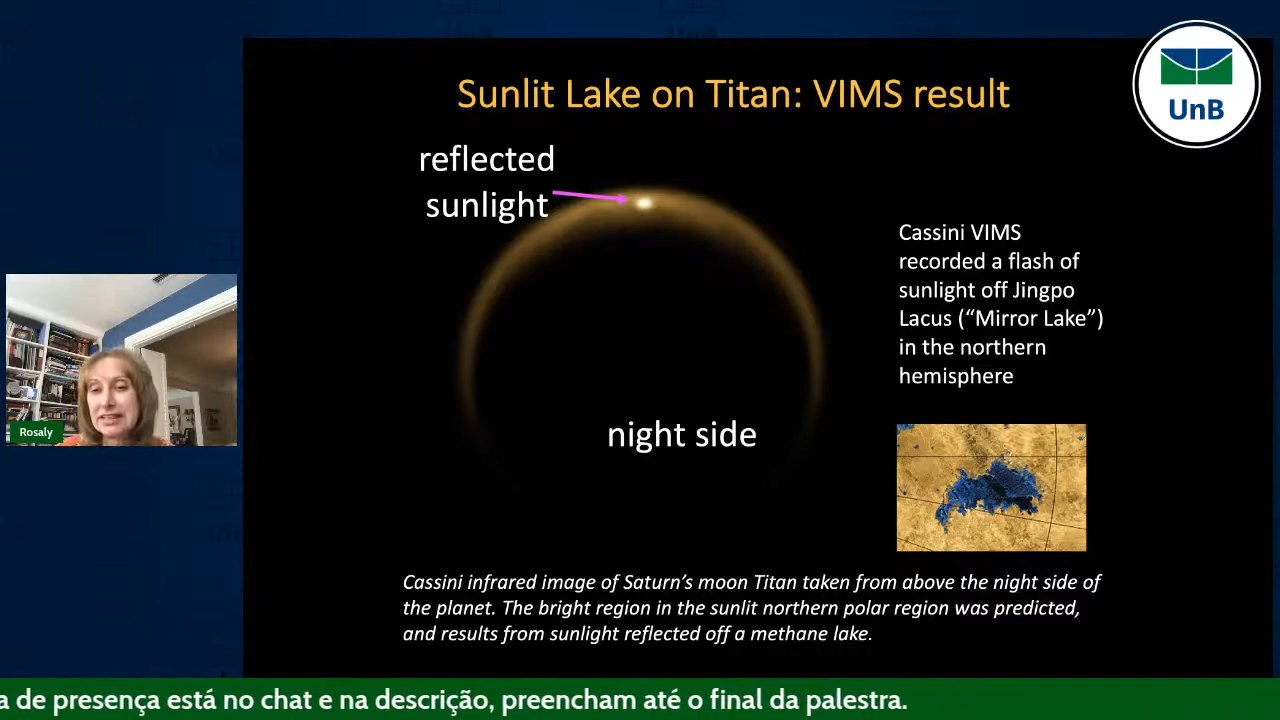 Sunlit Lake on Titan: VIMS result
UnB
reflected
sunlight
Cassini VIMS
recorded a flash of
sunlight off Jingpo
Lacus (“Mirror Lake”)
in the northern
hemisphere
night side
Rosaly
Cassini infrared image of Saturn’s moon Titan taken from above the night side of
the planet. The bright region in the sunlit northern polar region was predicted,
and results from sunlight reflected off a methane lake.
a de presença está no chat e na descrição, preencham até o final da palestra.